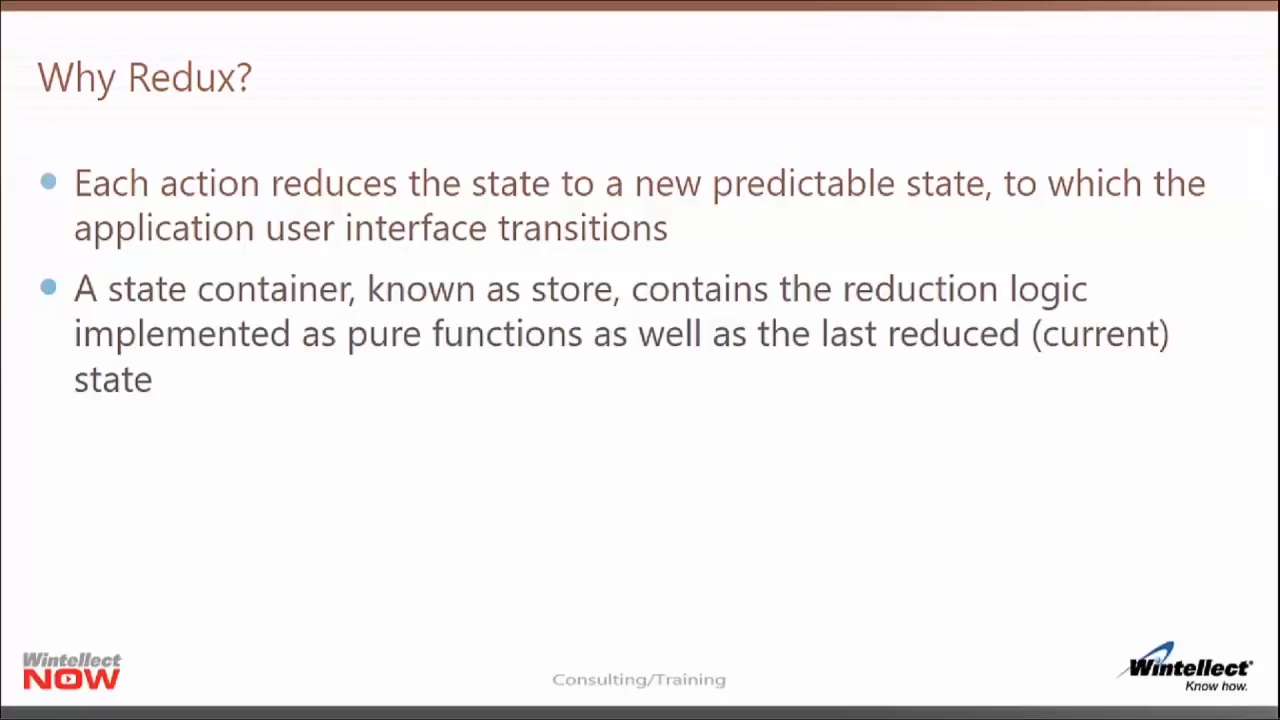 Why Redux?
Each action reduces the state to a new predictable state, to which the
application user interface transitions
A state container, known as store, contains the reduction logic
implemented as pure functions as well as the last reduced (current)
state
Wintellect
NOW
Consulting/Training
Wintellect
Know how.